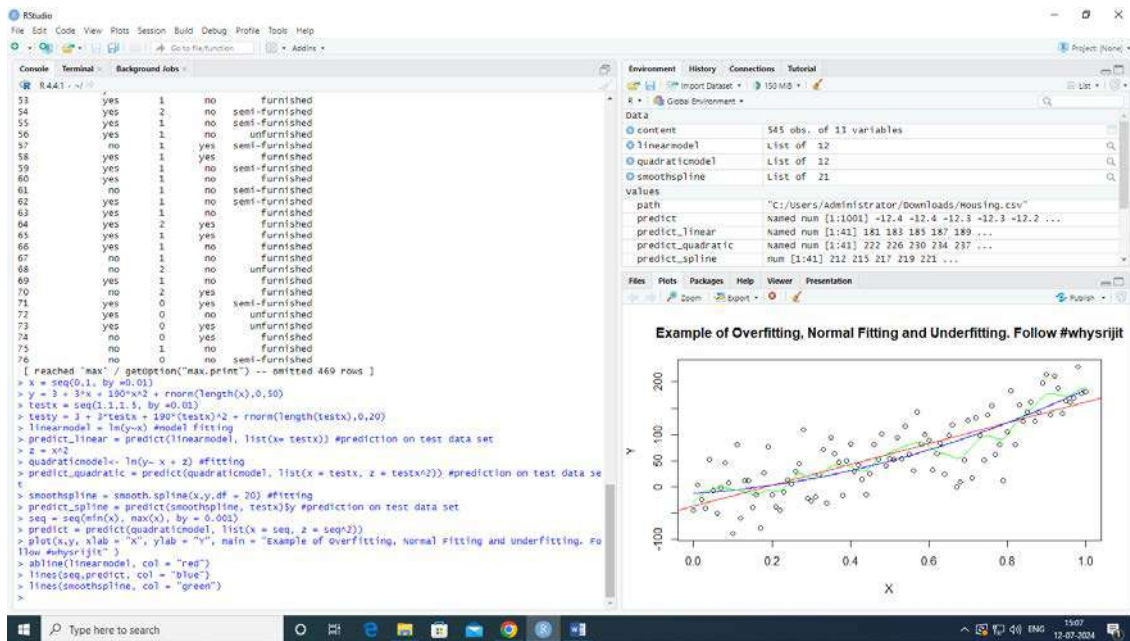 RStudio
File Edit Code View Plots Session Build Debug Profile Tools Help
Go to file/function Addins
Project: (None)
Console Terminal Background Jobs
R 4.4.1 · ~/
53 yes 1 no furnished
54 yes 2 no semi-furnished
55 yes 1 no semi-furnished
56 yes 1 no unfurnished
57 no 1 yes semi-furnished
58 yes 1 yes furnished
59 yes 1 no semi-furnished
60 yes 1 no furnished
61 no 1 no semi-furnished
62 yes 1 no semi-furnished
63 yes 1 no furnished
64 yes 2 yes furnished
65 yes 1 yes furnished
66 yes 1 no furnished
67 no 1 no furnished
68 no 2 no unfurnished
69 yes 1 no furnished
70 no 2 yes furnished
71 yes 0 yes semi-furnished
72 yes 0 no unfurnished
73 yes 0 yes unfurnished
74 no 0 yes furnished
75 no 1 no furnished
76 no 0 no semi-furnished
[ reached 'max' / getOption("max.print") -- omitted 469 rows ]
> x = seq(0,1, by =0.01)
> y = 3 + 3*x + 190*x^2 + rnorm(length(x),0,50)
> testx = seq(1.1,1.5, by =0.01)
> testy = 3 + 3*testx + 190*(testx)^2 + rnorm(length(testx),0,20)
> linearmodel = lm(y~x) #model fitting
> predict_linear = predict(linearmodel, list(x= testx)) #prediction on test data set
> z = x^2
> quadraticmodel<- lm(y~ x + z) #fitting
> predict_quadratic = predict(quadraticmodel, list(x = testx, z = testx^2)) #prediction on test data se
t
> smoothspline = smooth.spline(x,y,df = 20) #fitting
> predict_spline = predict(smoothspline, testx)$y #prediction on test data set
> seq = seq(min(x), max(x), by = 0.001)
> predict = predict(quadraticmodel, list(x = seq, z = seq^2))
> plot(x,y, xlab = "X", ylab = "Y", main = "Example of Overfitting, Normal Fitting and Underfitting. Fo
llow #whysrijit" )
> abline(linearmodel, col = "red")
> lines(seq,predict, col = "blue")
> lines(smoothspline, col = "green")
>
Environment History Connections Tutorial
Import Dataset 150 MiB List
R Global Environment
Data
content 545 obs. of 13 variables
linearmodel List of 12
quadraticmodel List of 12
smoothspline List of 21
values
path "C:/Users/Administrator/Downloads/Housing.csv"
predict Named num [1:1001] -12.4 -12.4 -12.3 -12.3 -12.2 ...
predict_linear Named num [1:41] 181 183 185 187 189 ...
predict_quadratic Named num [1:41] 222 226 230 234 237 ...
predict_spline num [1:41] 212 215 217 219 221 ...
Files Plots Packages Help Viewer Presentation
Zoom Export Publish
Example of Overfitting, Normal Fitting and Underfitting. Follow #whysrijit
Y
200
100
50
0
-100
0.0 0.2 0.4 0.6 0.8 1.0
X
Type here to search
ENG
15:07
12-07-2024